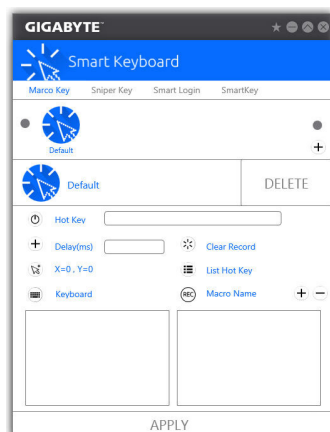 GIGABYTE™
Smart Keyboard
Marco Key Sniper Key Smart Login SmartKey
Default
Default DELETE
Hot Key
Delay(ms) Clear Record
X=0 , Y=0 List Hot Key
Keyboard REC Macro Name
APPLY